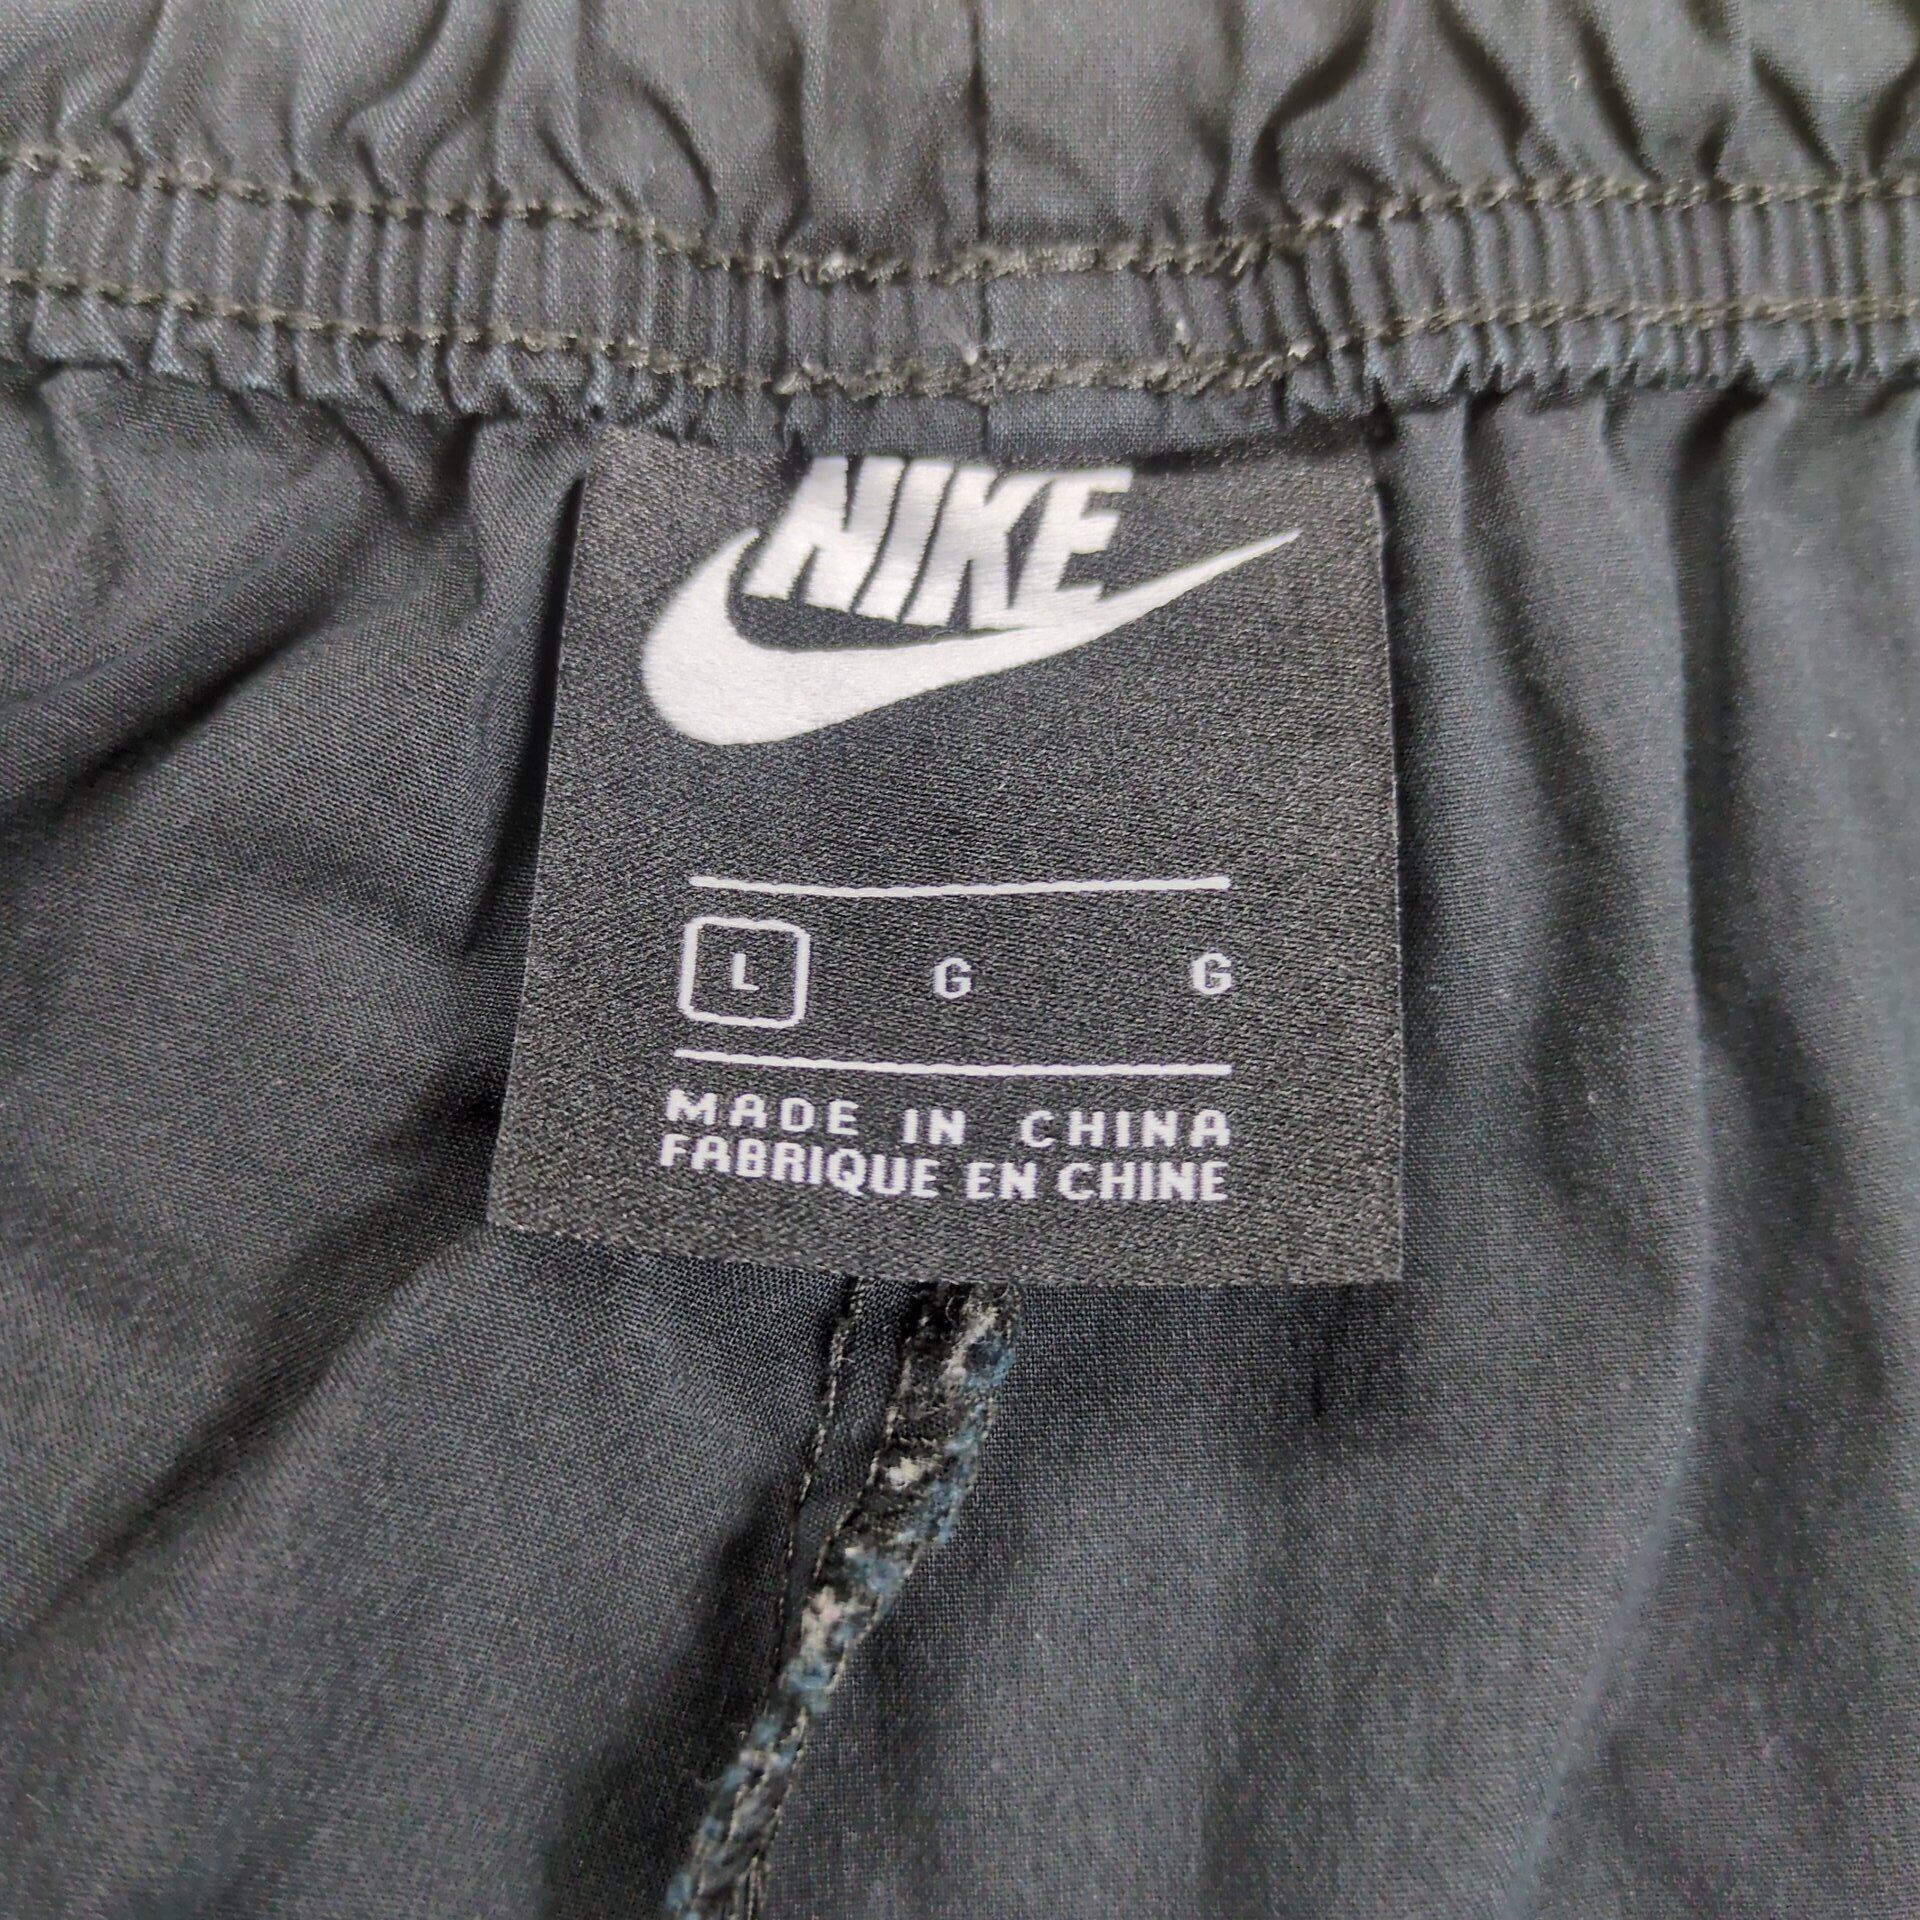 NIKE
L G G
MADE IN CHINA
FABRIQUE EN CHINE